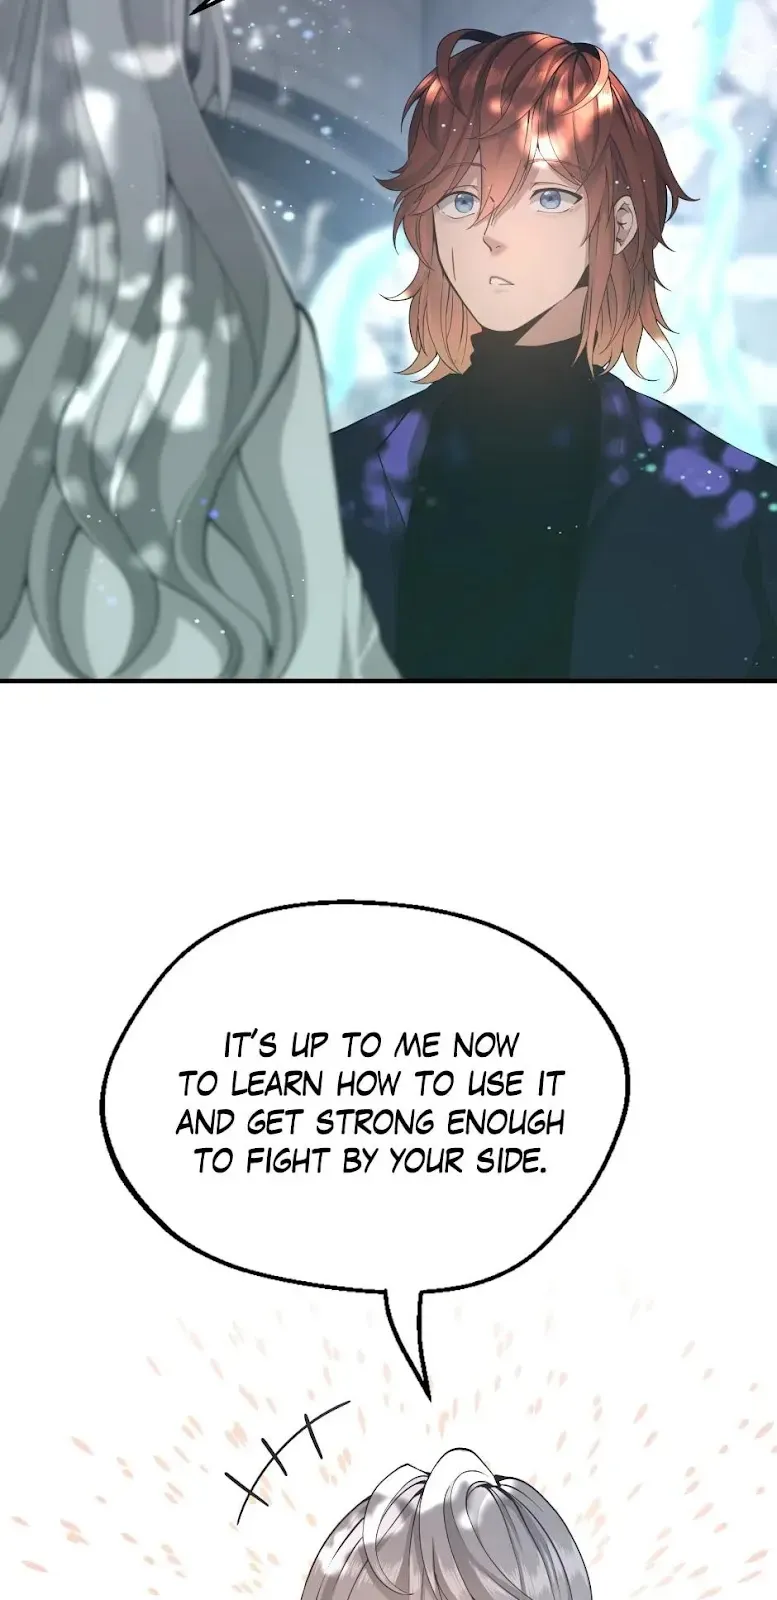 IT'S UP TO ME NOW
TO LEARN HOW TO USE IT
AND GET STRONG ENOUGH
TO FIGHT BY YOUR SIDE.